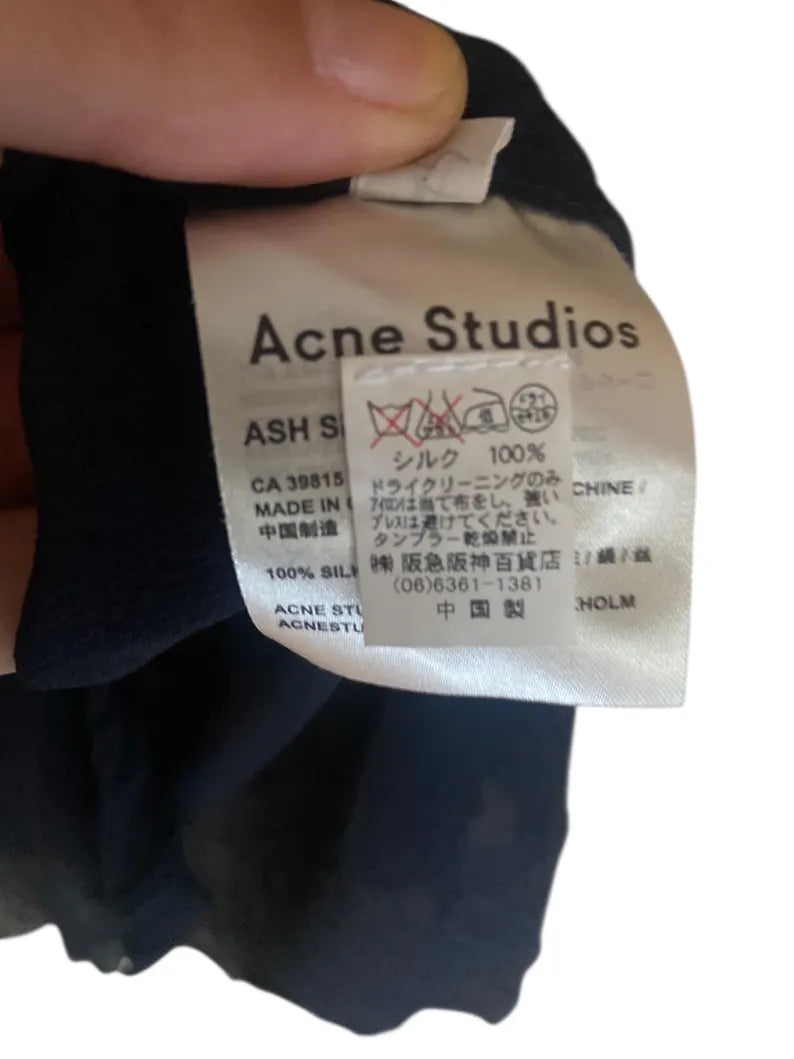 Acne Studios
ASH
CA 39815
MADE IN
中国制造
100% SILK
ACNE
CHINE /
/ 絹 / 丝
シルク 100%
ドライクリーニングのみ
アイロンは当て布をし、強い
プレスは避けてください。
タンブラー乾燥禁止
㈱ 阪急阪神百貨店
(06)6361-1381
中国製